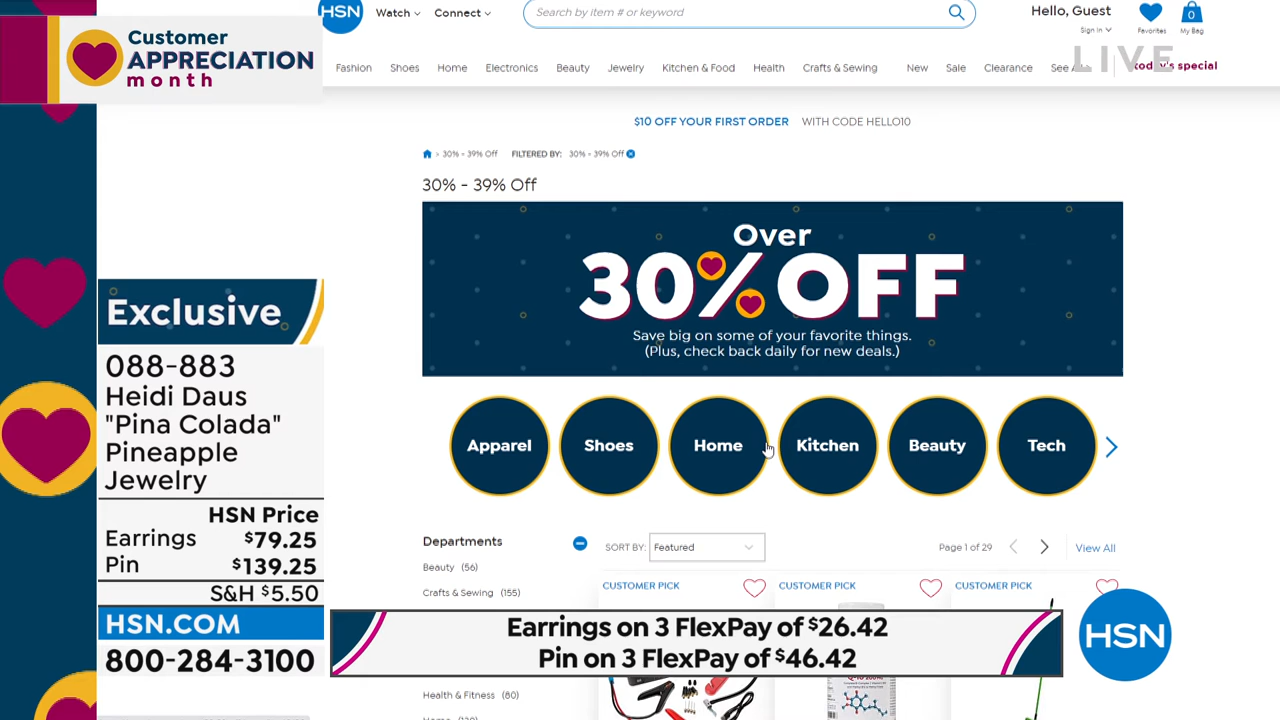 Customer
APPRECIATION
month
HSN
Watch
Connect
Search by item # or keyword
Hello, Guest
Sign In
Favorites
0
My Bag
LIVE
Fashion
Shoes
Home
Electronics
Beauty
Jewelry
Kitchen & Food
Health
Crafts & Sewing
New
Sale
Clearance
today's special
$10 OFF YOUR FIRST ORDER WITH CODE HELLO10
> 30% - 39% Off FILTERED BY: 30% - 39% Off
30% - 39% Off
Over
30% OFF
Save big on some of your favorite things.
(Plus, check back daily for new deals.)
Apparel
Shoes
Home
Kitchen
Beauty
Tech
Exclusive
088-883
Heidi Daus
"Pina Colada"
Pineapple
Jewelry
HSN Price
Earrings $79.25
Pin $139.25
S&H $5.50
HSN.COM
800-284-3100
Departments
Beauty (56)
Crafts & Sewing (155)
Health & Fitness (80)
SORT BY: Featured
Page 1 of 29
View All
CUSTOMER PICK
CUSTOMER PICK
CUSTOMER PICK
Earrings on 3 FlexPay of $26.42
Pin on 3 FlexPay of $46.42
HSN